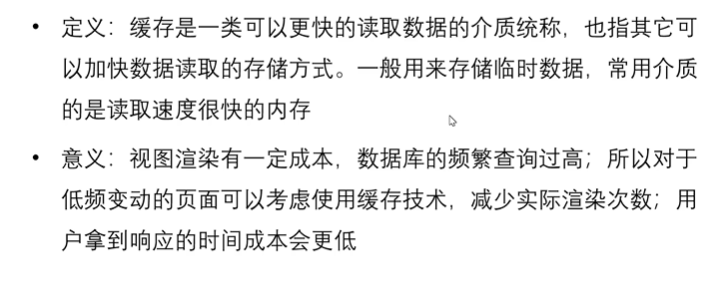 • 定义：缓存是一类可以更快的读取数据的介质统称，也指其它可
以加快数据读取的存储方式。一般用来存储临时数据，常用介质
的是读取速度很快的内存
• 意义：视图渲染有一定成本，数据库的频繁查询过高；所以对于
低频变动的页面可以考虑使用缓存技术，减少实际渲染次数；用
户拿到响应的时间成本会更低